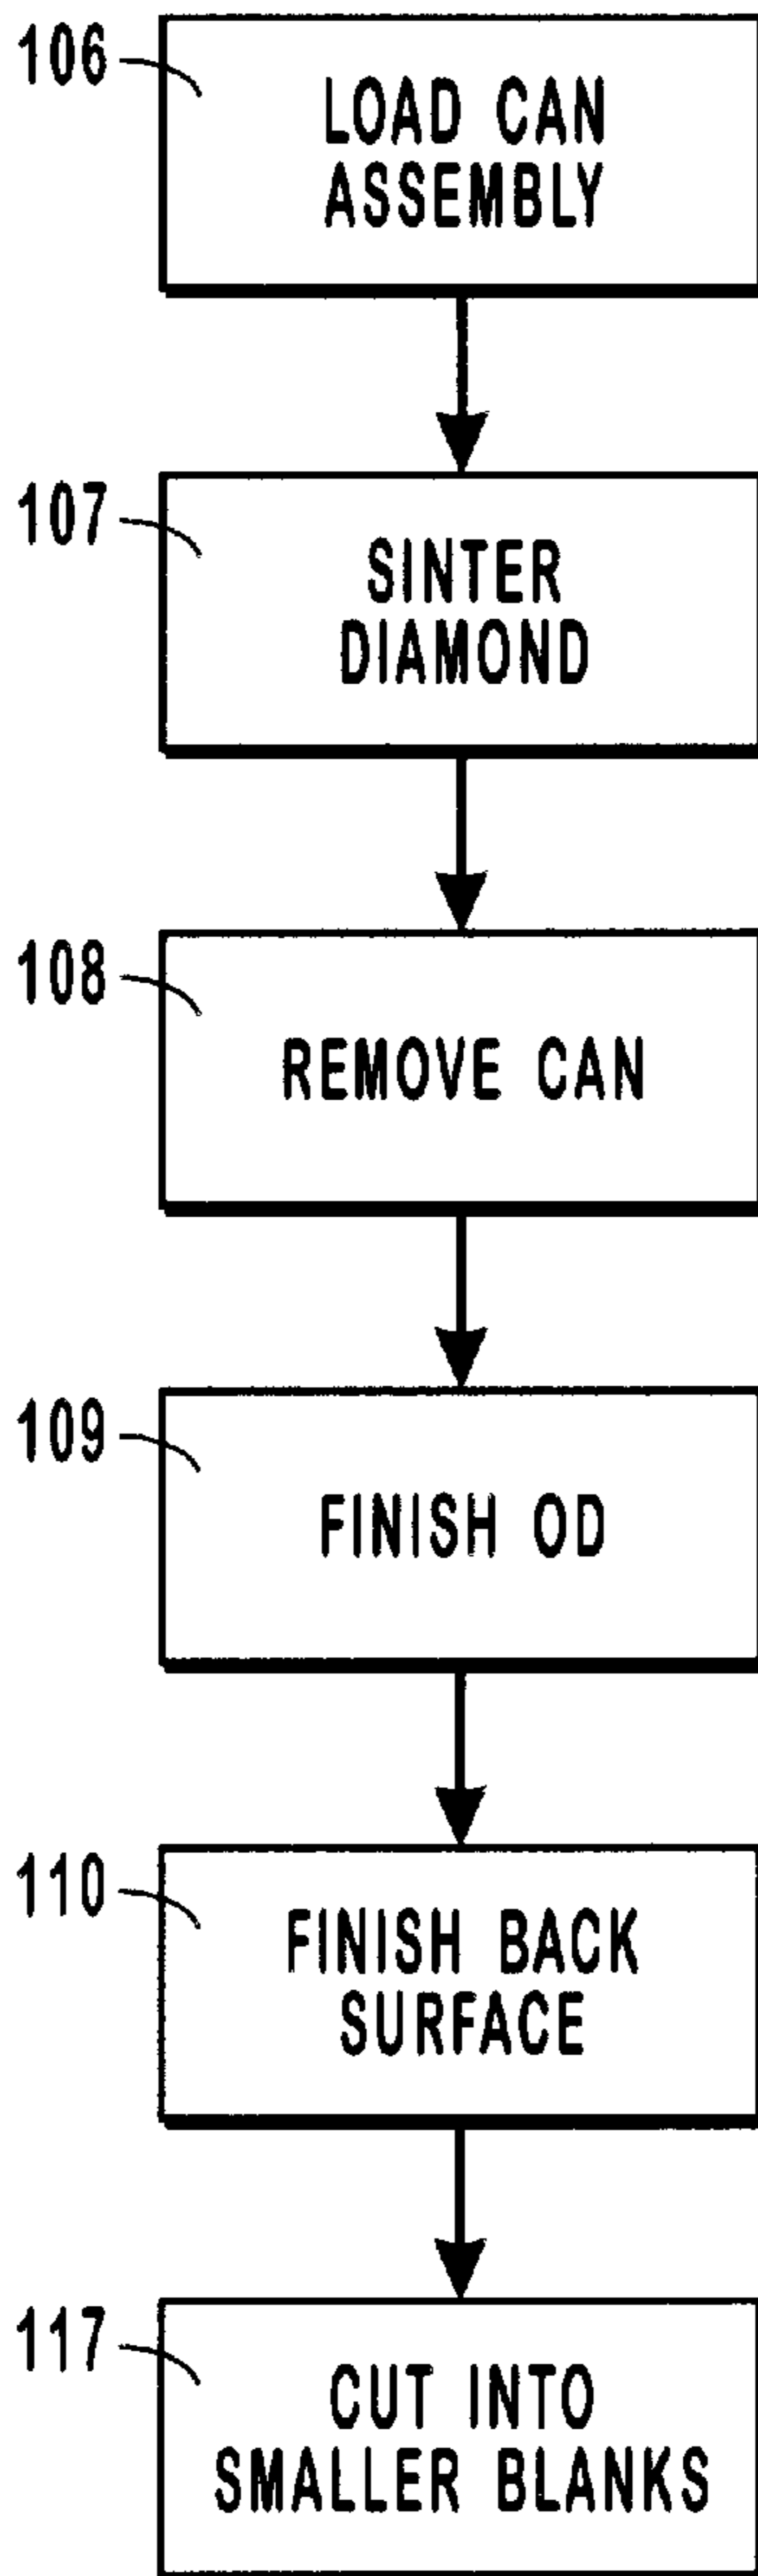 106
LOAD CAN
ASSEMBLY
107
SINTER
DIAMOND
108
REMOVE CAN
109
FINISH OD
110
FINISH BACK
SURFACE
117
CUT INTO
SMALLER BLANKS